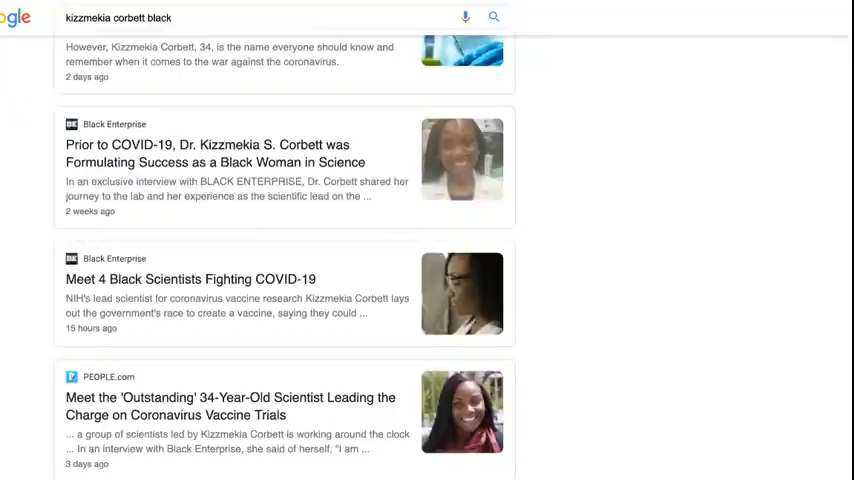 ogle
kizzmekia corbett black
However, Kizzmekia Corbett, 34, is the name everyone should know and
remember when it comes to the war against the coronavirus.
2 days ago
BE Black Enterprise
Prior to COVID-19, Dr. Kizzmekia S. Corbett was
Formulating Success as a Black Woman in Science
In an exclusive interview with BLACK ENTERPRISE, Dr. Corbett shared her
journey to the lab and her experience as the scientific lead on the ...
2 weeks ago
BE Black Enterprise
Meet 4 Black Scientists Fighting COVID-19
NIH's lead scientist for coronavirus vaccine research Kizzmekia Corbett lays
out the government's race to create a vaccine, saying they could ...
15 hours ago
P PEOPLE.com
Meet the 'Outstanding' 34-Year-Old Scientist Leading the
Charge on Coronavirus Vaccine Trials
... a group of scientists led by Kizzmekia Corbett is working around the clock
... In an interview with Black Enterprise, she said of herself, "I am ...
3 days ago